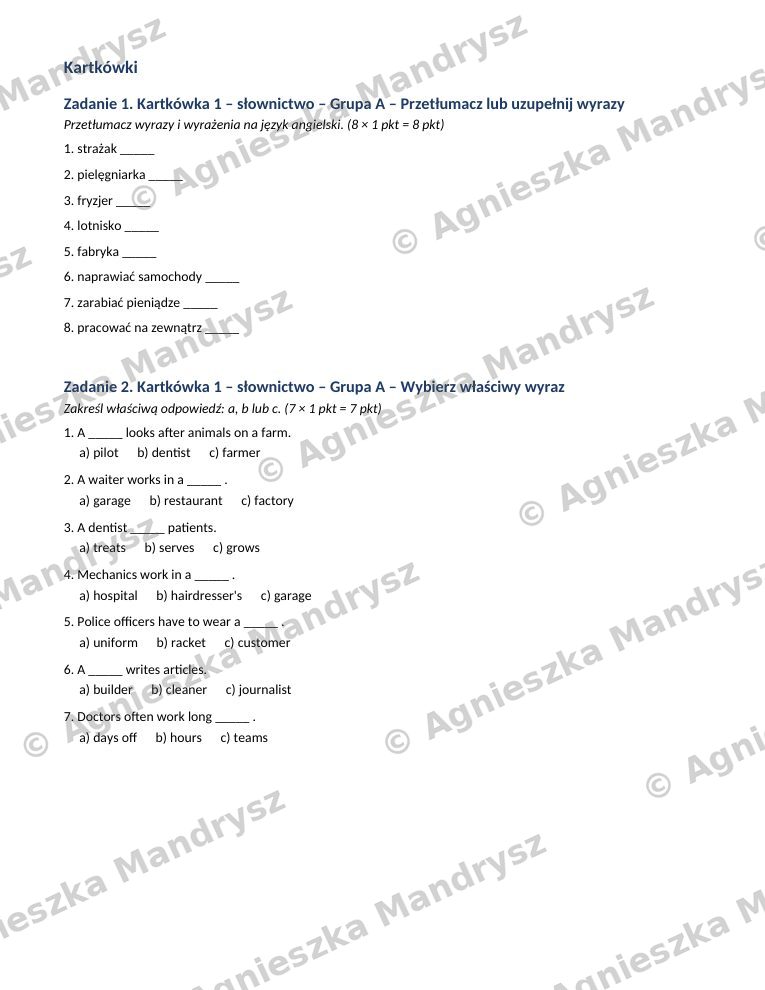 Kartkówki
Zadanie 1. Kartkówka 1 – słownictwo – Grupa A – Przetłumacz lub uzupełnij wyrazy
Przetłumacz wyrazy i wyrażenia na język angielski. (8 × 1 pkt = 8 pkt)
1. strażak _____
2. pielęgniarka _____
3. fryzjer _____
4. lotnisko _____
5. fabryka _____
6. naprawiać samochody _____
7. zarabiać pieniądze _____
8. pracować na zewnątrz _____
Zadanie 2. Kartkówka 1 – słownictwo – Grupa A – Wybierz właściwy wyraz
Zakreśl właściwą odpowiedź: a, b lub c. (7 × 1 pkt = 7 pkt)
1. A _____ looks after animals on a farm.
a) pilot b) dentist c) farmer
2. A waiter works in a _____ .
a) garage b) restaurant c) factory
3. A dentist _____ patients.
a) treats b) serves c) grows
4. Mechanics work in a _____ .
a) hospital b) hairdresser's c) garage
5. Police officers have to wear a _____ .
a) uniform b) racket c) customer
6. A _____ writes articles.
a) builder b) cleaner c) journalist
7. Doctors often work long _____ .
a) days off b) hours c) teams
© Agnieszka Mandrysz